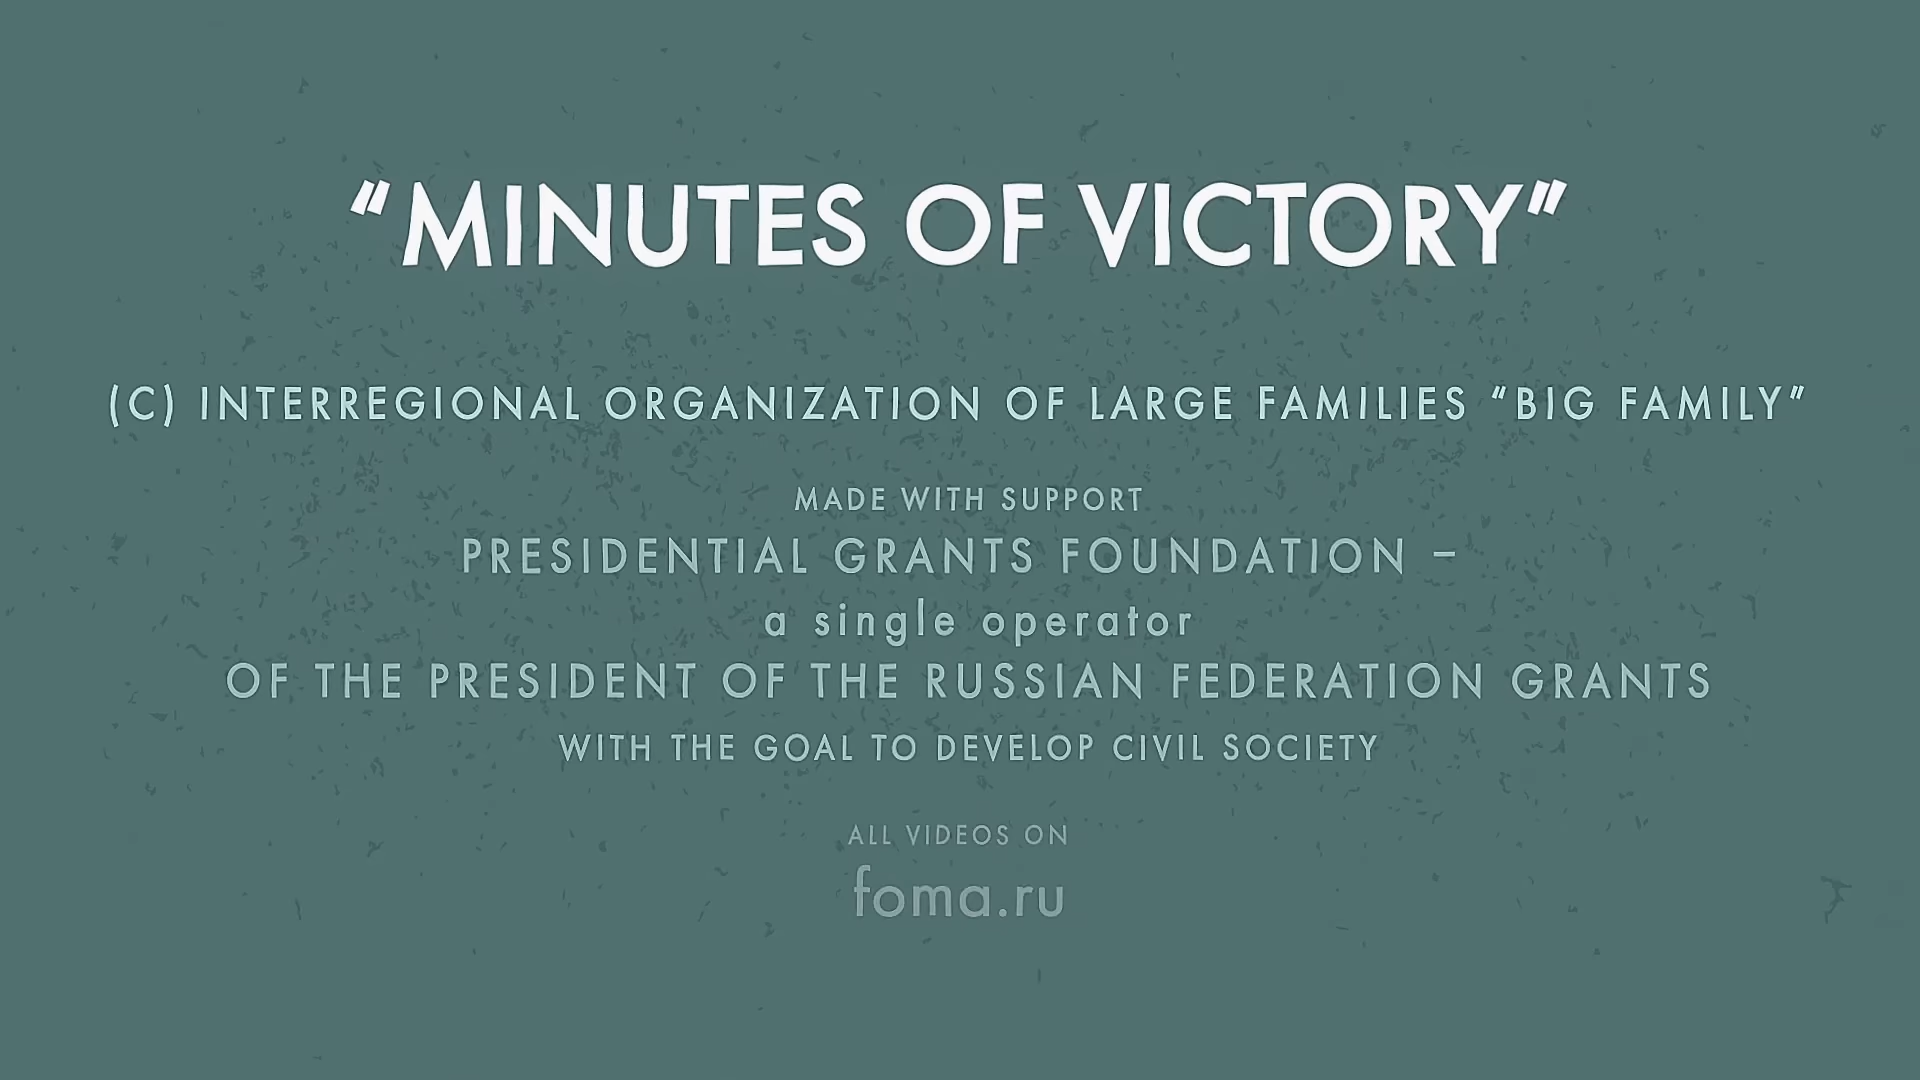 “MINUTES OF VICTORY”
(C) INTERREGIONAL ORGANIZATION OF LARGE FAMILIES “BIG FAMILY”
MADE WITH SUPPORT
PRESIDENTIAL GRANTS FOUNDATION –
a single operator
OF THE PRESIDENT OF THE RUSSIAN FEDERATION GRANTS
WITH THE GOAL TO DEVELOP CIVIL SOCIETY
ALL VIDEOS ON
foma.ru